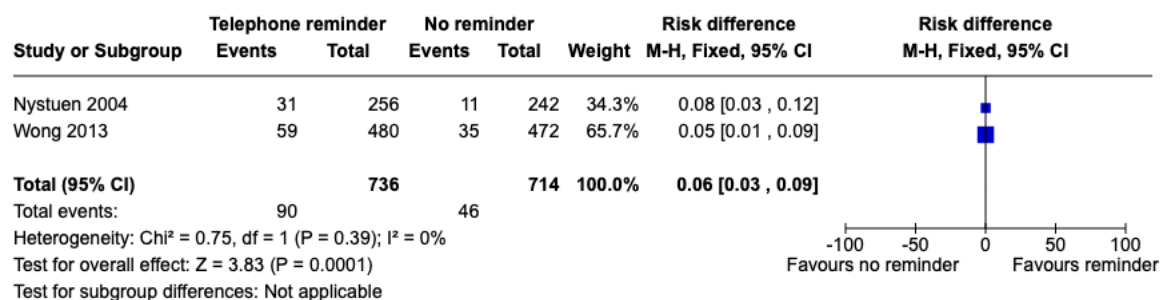 Telephone reminder No reminder Risk difference Risk difference
Study or Subgroup Events Total Events Total Weight M-H, Fixed, 95% CI M-H, Fixed, 95% CI
Nystuen 2004 31 256 11 242 34.3% 0.08 [0.03 , 0.12]
Wong 2013 59 480 35 472 65.7% 0.05 [0.01 , 0.09]
Total (95% CI) 736 714 100.0% 0.06 [0.03 , 0.09]
Total events: 90 46
Heterogeneity: Chi² = 0.75, df = 1 (P = 0.39); I² = 0%
Test for overall effect: Z = 3.83 (P = 0.0001)
Test for subgroup differences: Not applicable
-100 -50 0 50 100
Favours no reminder Favours reminder